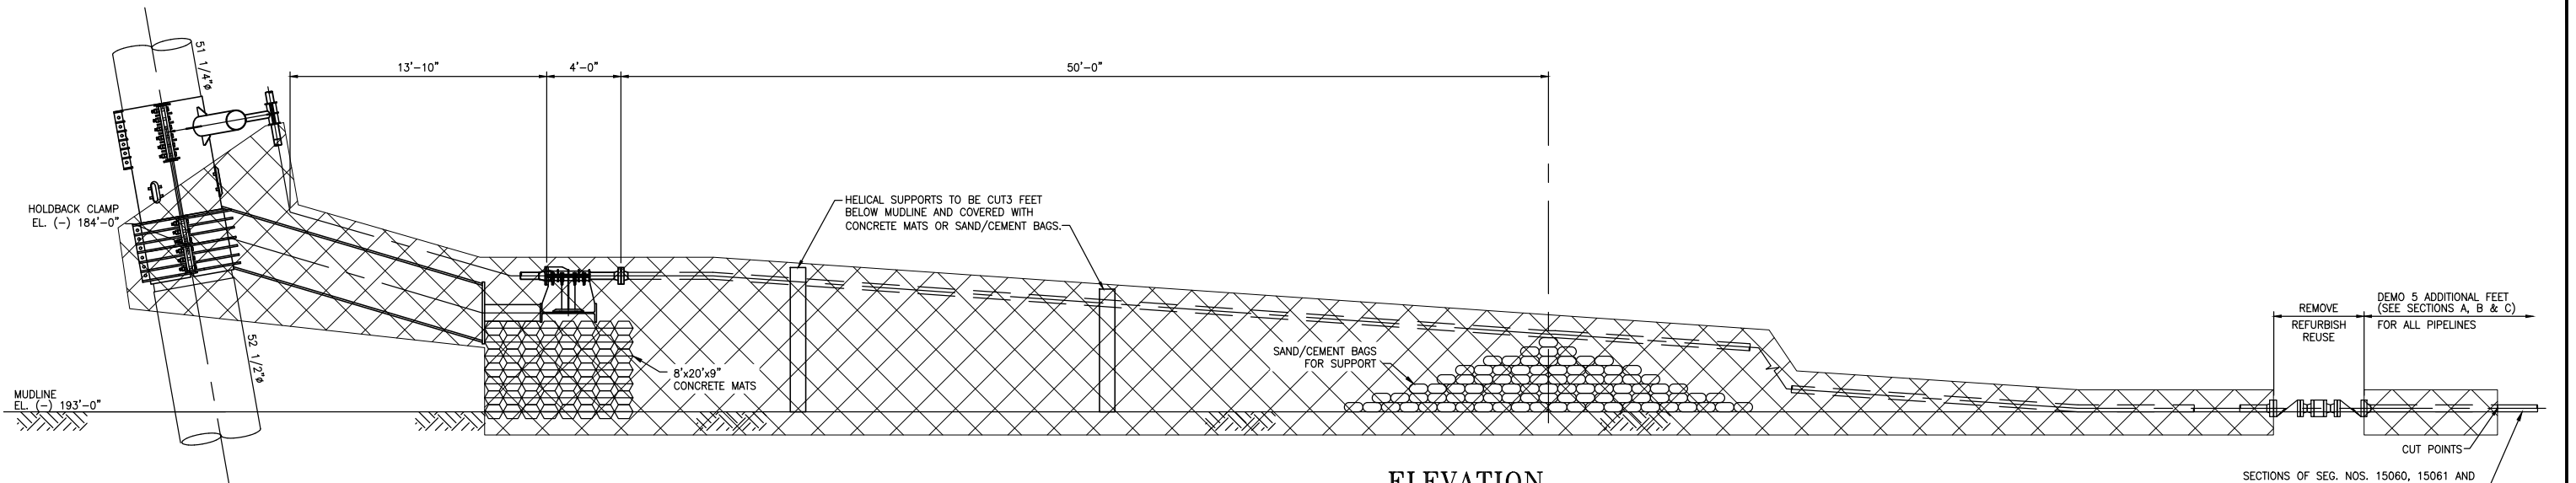 51 1/4"ø
13'-10"
4'-0"
50'-0"
HOLDBACK CLAMP
EL. (-) 184'-0"
HELICAL SUPPORTS TO BE CUT3 FEET
BELOW MUDLINE AND COVERED WITH
CONCRETE MATS OR SAND/CEMENT BAGS.
52 1/2"ø
8'x20'x9"
CONCRETE MATS
SAND/CEMENT BAGS
FOR SUPPORT
REMOVE
REFURBISH
REUSE
DEMO 5 ADDITIONAL FEET
(SEE SECTIONS A, B & C)
FOR ALL PIPELINES
MUDLINE
EL. (-) 193'-0"
CUT POINTS
ELEVATION
SECTIONS OF SEG. NOS. 15060, 15061 AND